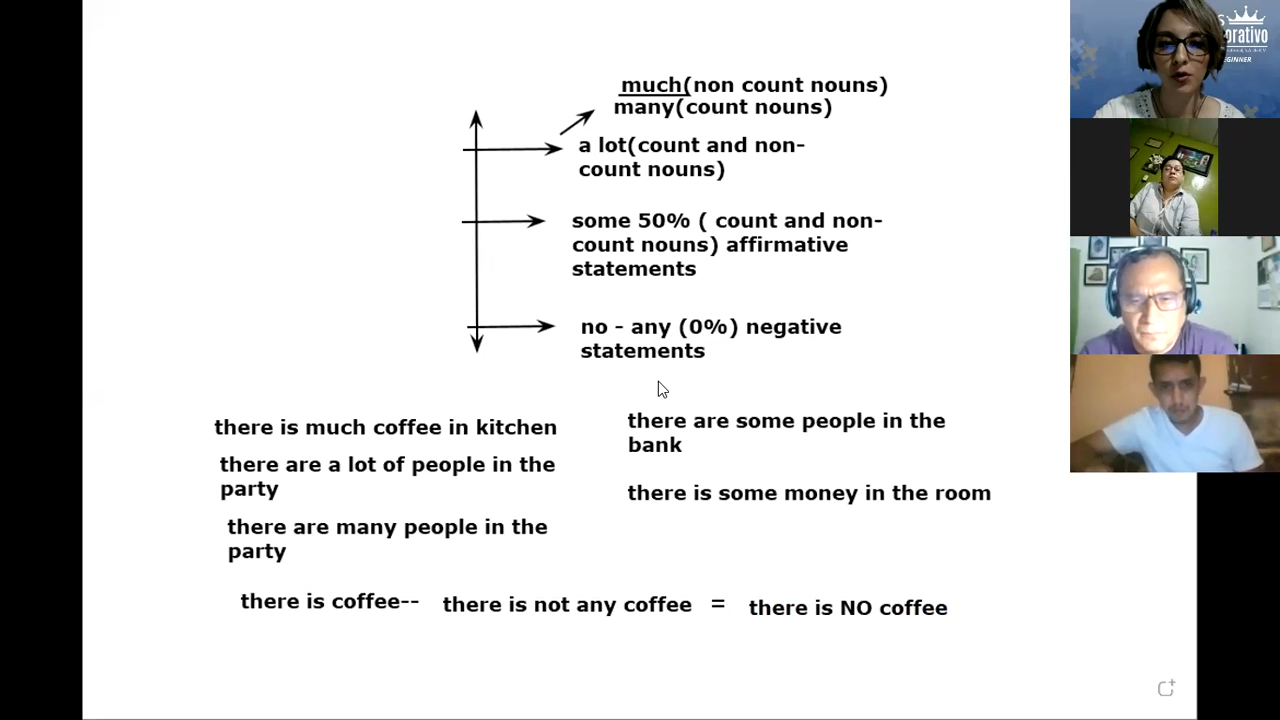 much(non count nouns)
many(count nouns)
a lot(count and non-
count nouns)
some 50% ( count and non-
count nouns) affirmative
statements
no - any (0%) negative
statements
there is much coffee in kitchen
there are a lot of people in the
party
there are many people in the
party
there are some people in the
bank
there is some money in the room
there is coffee-- there is not any coffee = there is NO coffee